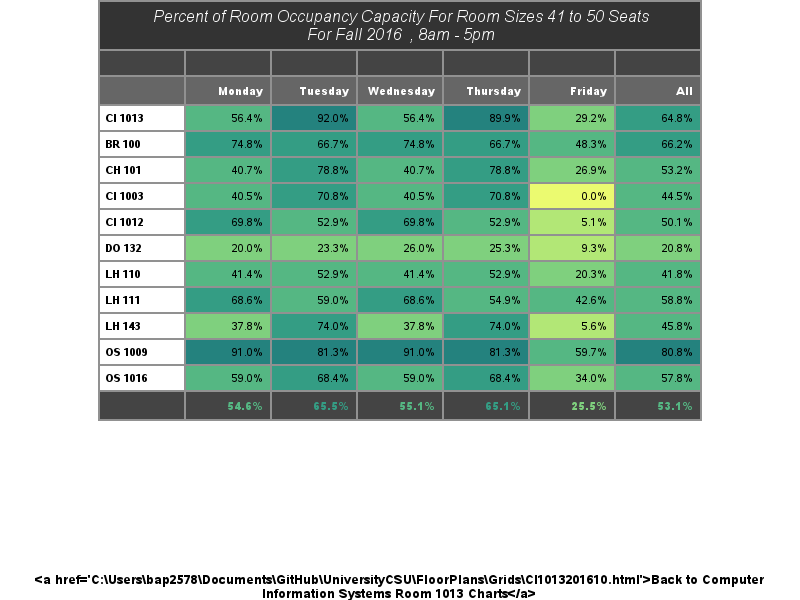 Percent of Room Occupancy Capacity For Room Sizes 41 to 50 Seats
For Fall 2016 , 8am - 5pm
Monday Tuesday Wednesday Thursday Friday All
CI 1013 56.4% 92.0% 56.4% 89.9% 29.2% 64.8%
BR 100 74.8% 66.7% 74.8% 66.7% 48.3% 66.2%
CH 101 40.7% 78.8% 40.7% 78.8% 26.9% 53.2%
CI 1003 40.5% 70.8% 40.5% 70.8% 0.0% 44.5%
CI 1012 69.8% 52.9% 69.8% 52.9% 5.1% 50.1%
DO 132 20.0% 23.3% 26.0% 25.3% 9.3% 20.8%
LH 110 41.4% 52.9% 41.4% 52.9% 20.3% 41.8%
LH 111 68.6% 59.0% 68.6% 54.9% 42.6% 58.8%
LH 143 37.8% 74.0% 37.8% 74.0% 5.6% 45.8%
OS 1009 91.0% 81.3% 91.0% 81.3% 59.7% 80.8%
OS 1016 59.0% 68.4% 59.0% 68.4% 34.0% 57.8%
54.6% 65.5% 55.1% 65.1% 25.5% 53.1%
<a href='C:\Users\bap2578\Documents\GitHub\UniversityCSU\FloorPlans\Grids\CI1013201610.html'>Back to Computer
Information Systems Room 1013 Charts</a>